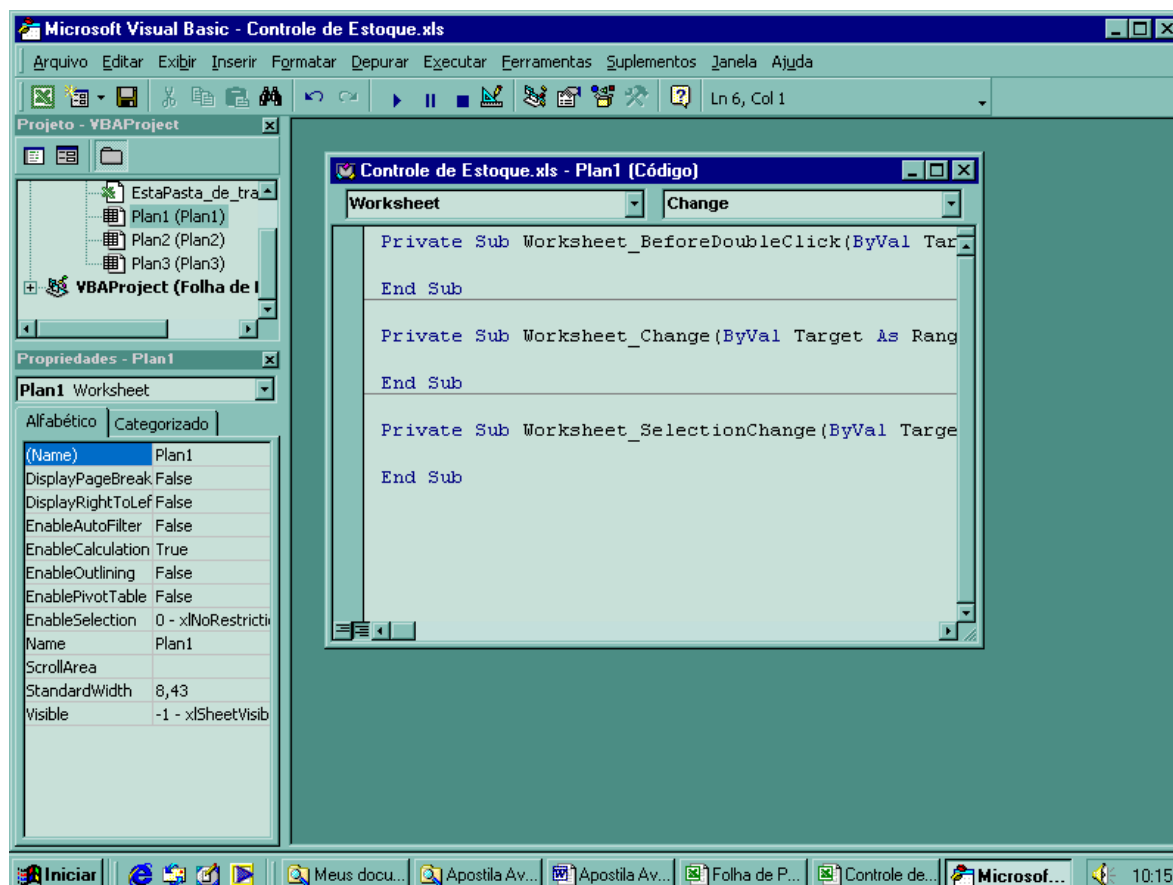 Microsoft Visual Basic - Controle de Estoque.xls
Arquivo Editar Exibir Inserir Formatar Depurar Executar Ferramentas Suplementos Janela Ajuda
Ln 6, Col 1
Projeto - VBAProject
EstaPasta_de_tra
Plan1 (Plan1)
Plan2 (Plan2)
Plan3 (Plan3)
VBAProject (Folha de
Propriedades - Plan1
Plan1 Worksheet
Alfabético Categorizado
(Name) Plan1
DisplayPageBreak False
DisplayRightToLef False
EnableAutoFilter False
EnableCalculation True
EnableOutlining False
EnablePivotTable False
EnableSelection 0 - xlNoRestricti
Name Plan1
ScrollArea
StandardWidth 8,43
Visible -1 - xlSheetVisib
Controle de Estoque.xls - Plan1 (Código)
Worksheet Change
Private Sub Worksheet_BeforeDoubleClick(ByVal Tar
End Sub
Private Sub Worksheet_Change(ByVal Target As Rang
End Sub
Private Sub Worksheet_SelectionChange(ByVal Targe
End Sub
Iniciar Meus docu... Apostila Av... Apostila Av... Folha de P... Controle de... Microsof... 10:15